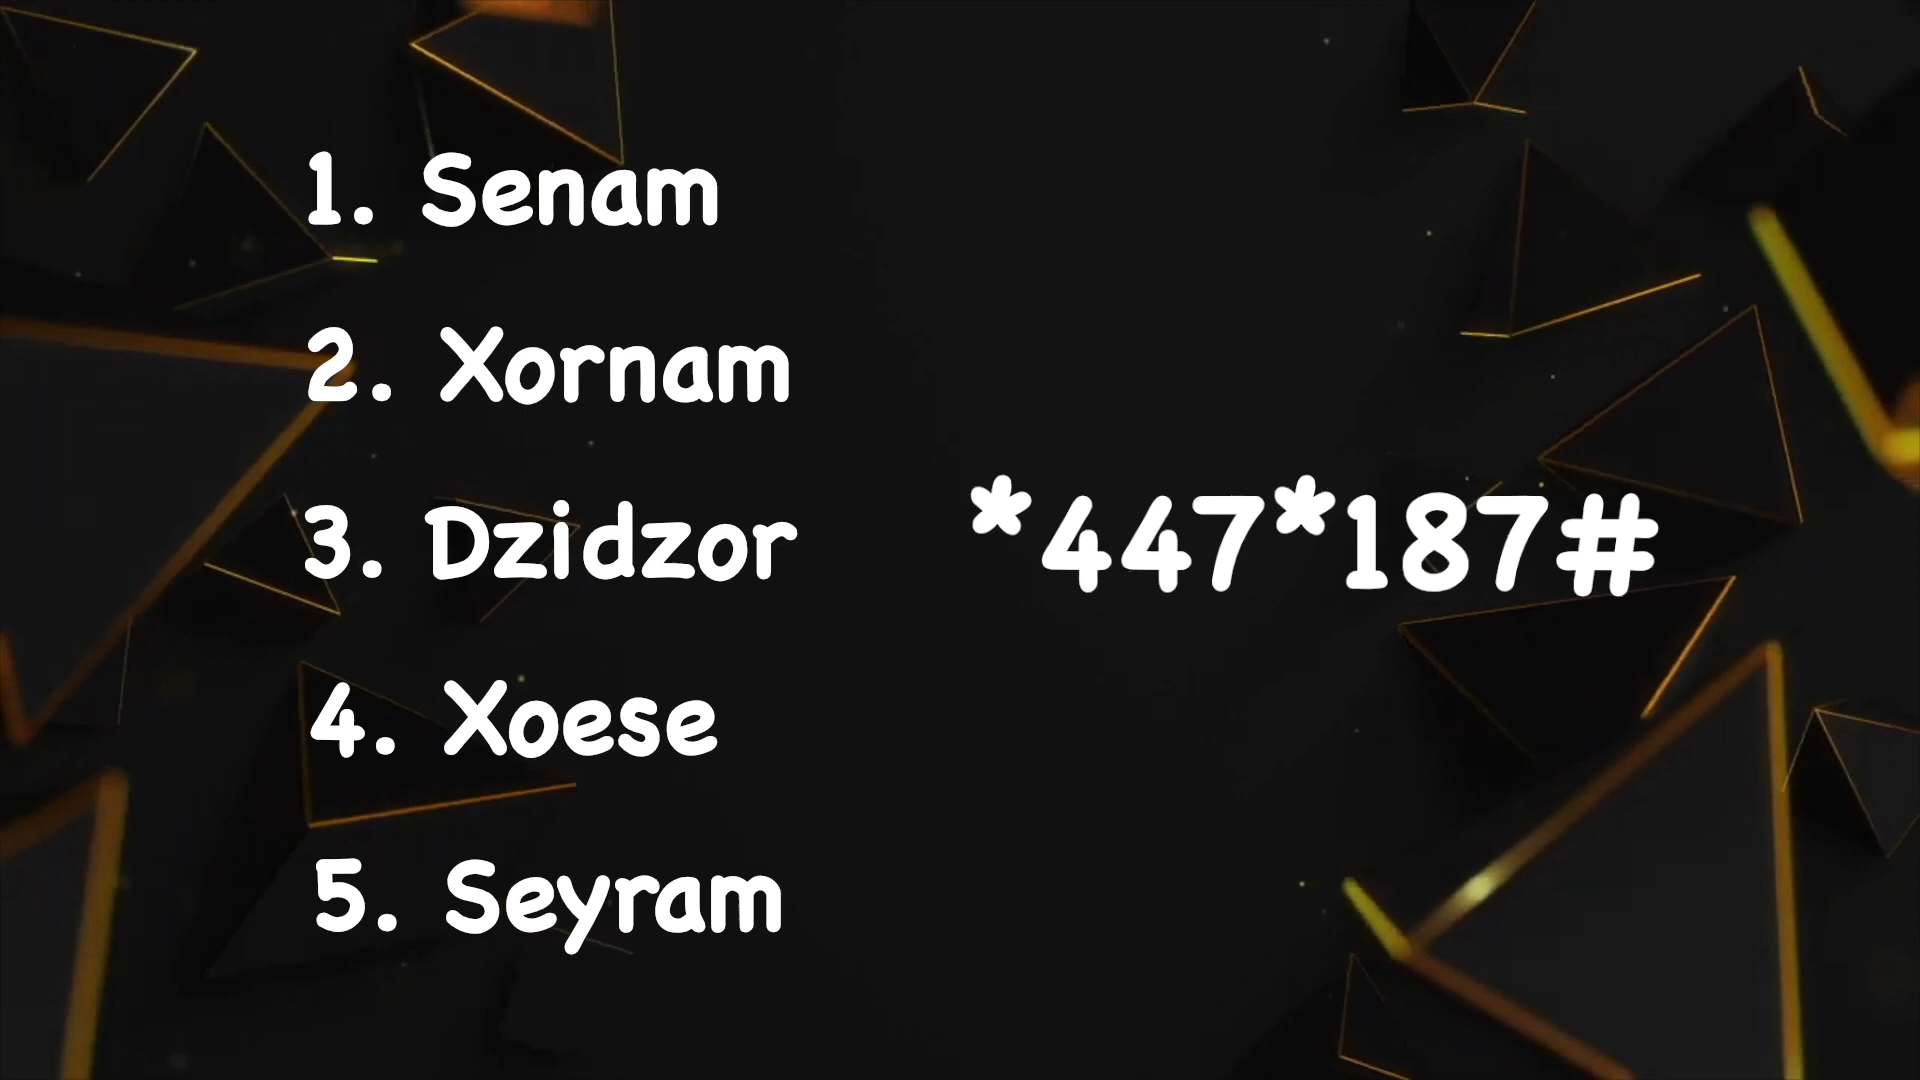 1. Senam
2. Xornam
3. Dzidzor
4. Xoese
5. Seyram
*447*187#